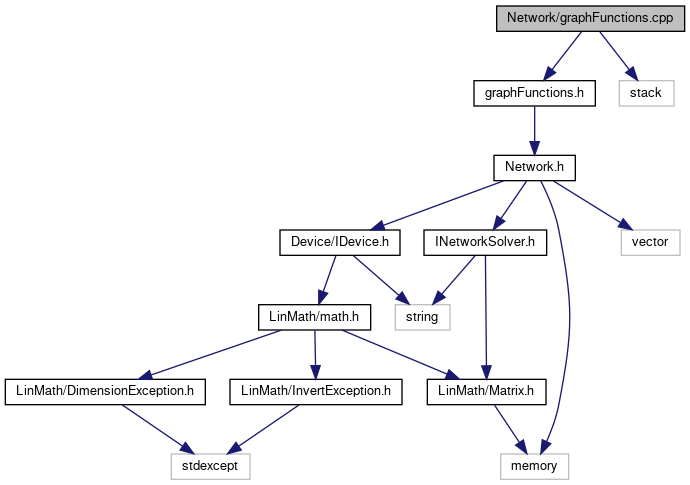 Network/graphFunctions.cpp
graphFunctions.h
stack
Network.h
Device/IDevice.h
INetworkSolver.h
vector
LinMath/math.h
string
LinMath/DimensionException.h
LinMath/InvertException.h
LinMath/Matrix.h
stdexcept
memory